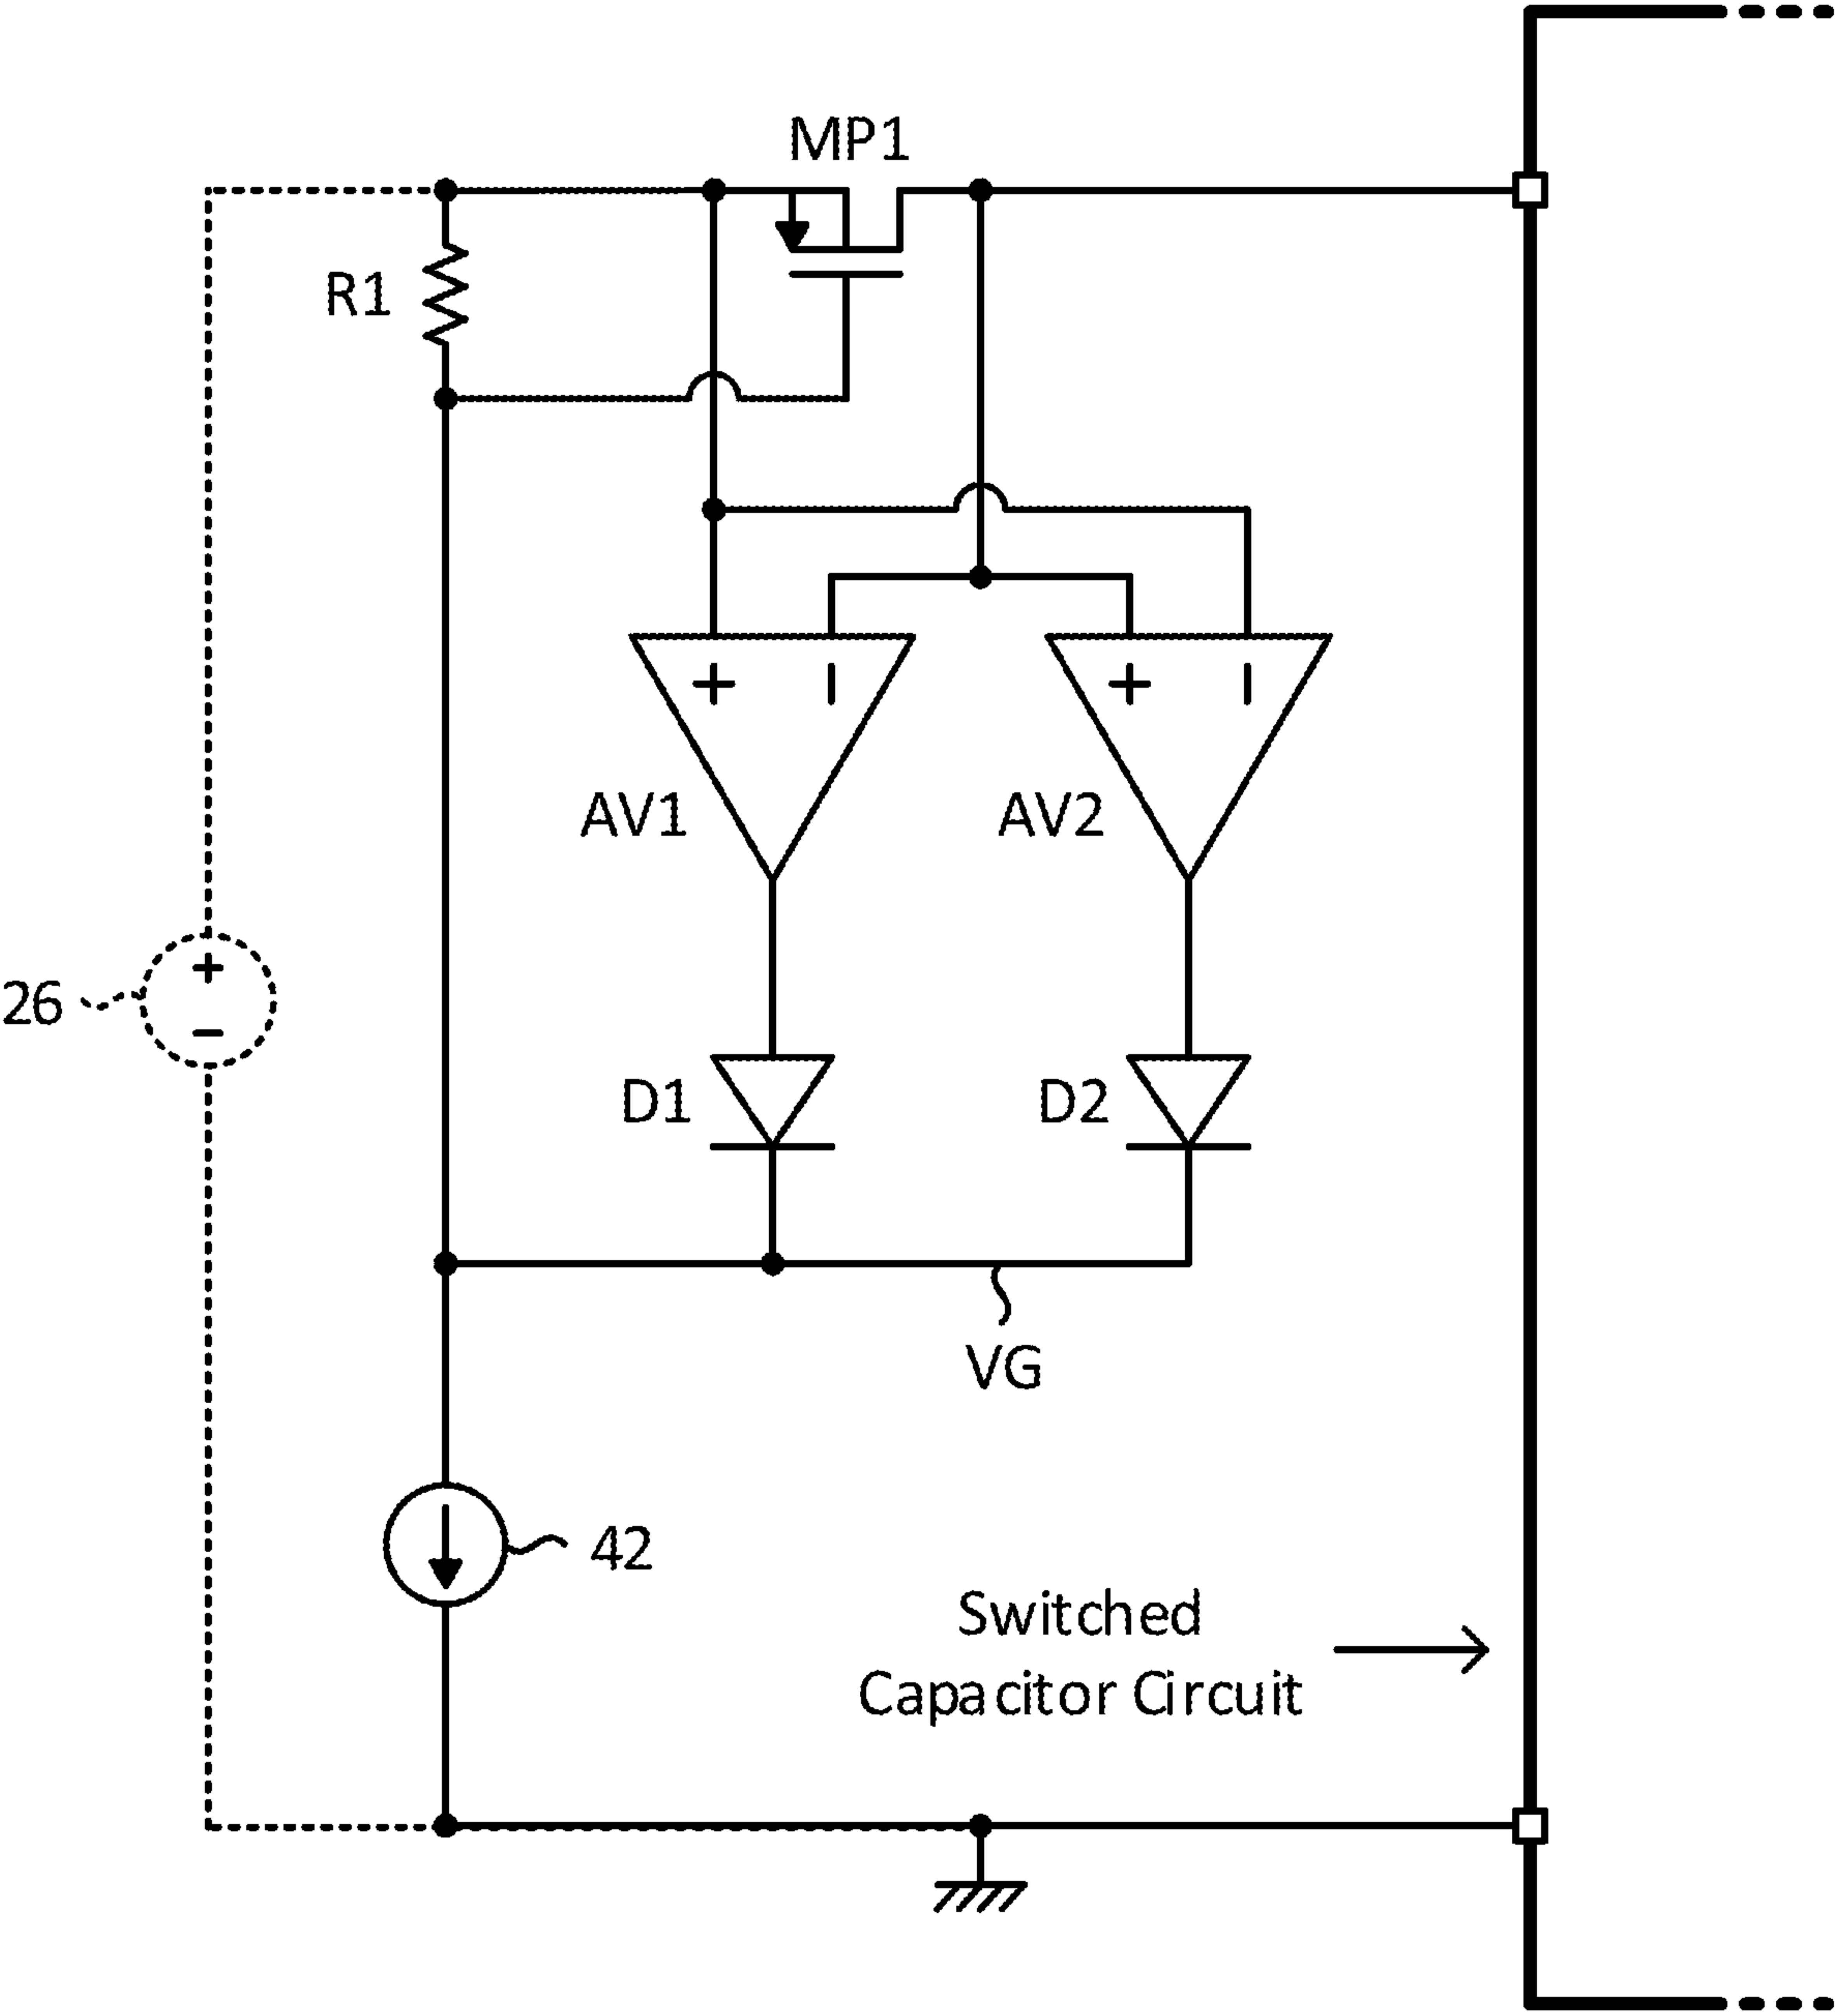 MP1
R1
+ −
+ −
AV1
AV2
+
26
−
D1
D2
VG
42
Switched
Capacitor Circuit